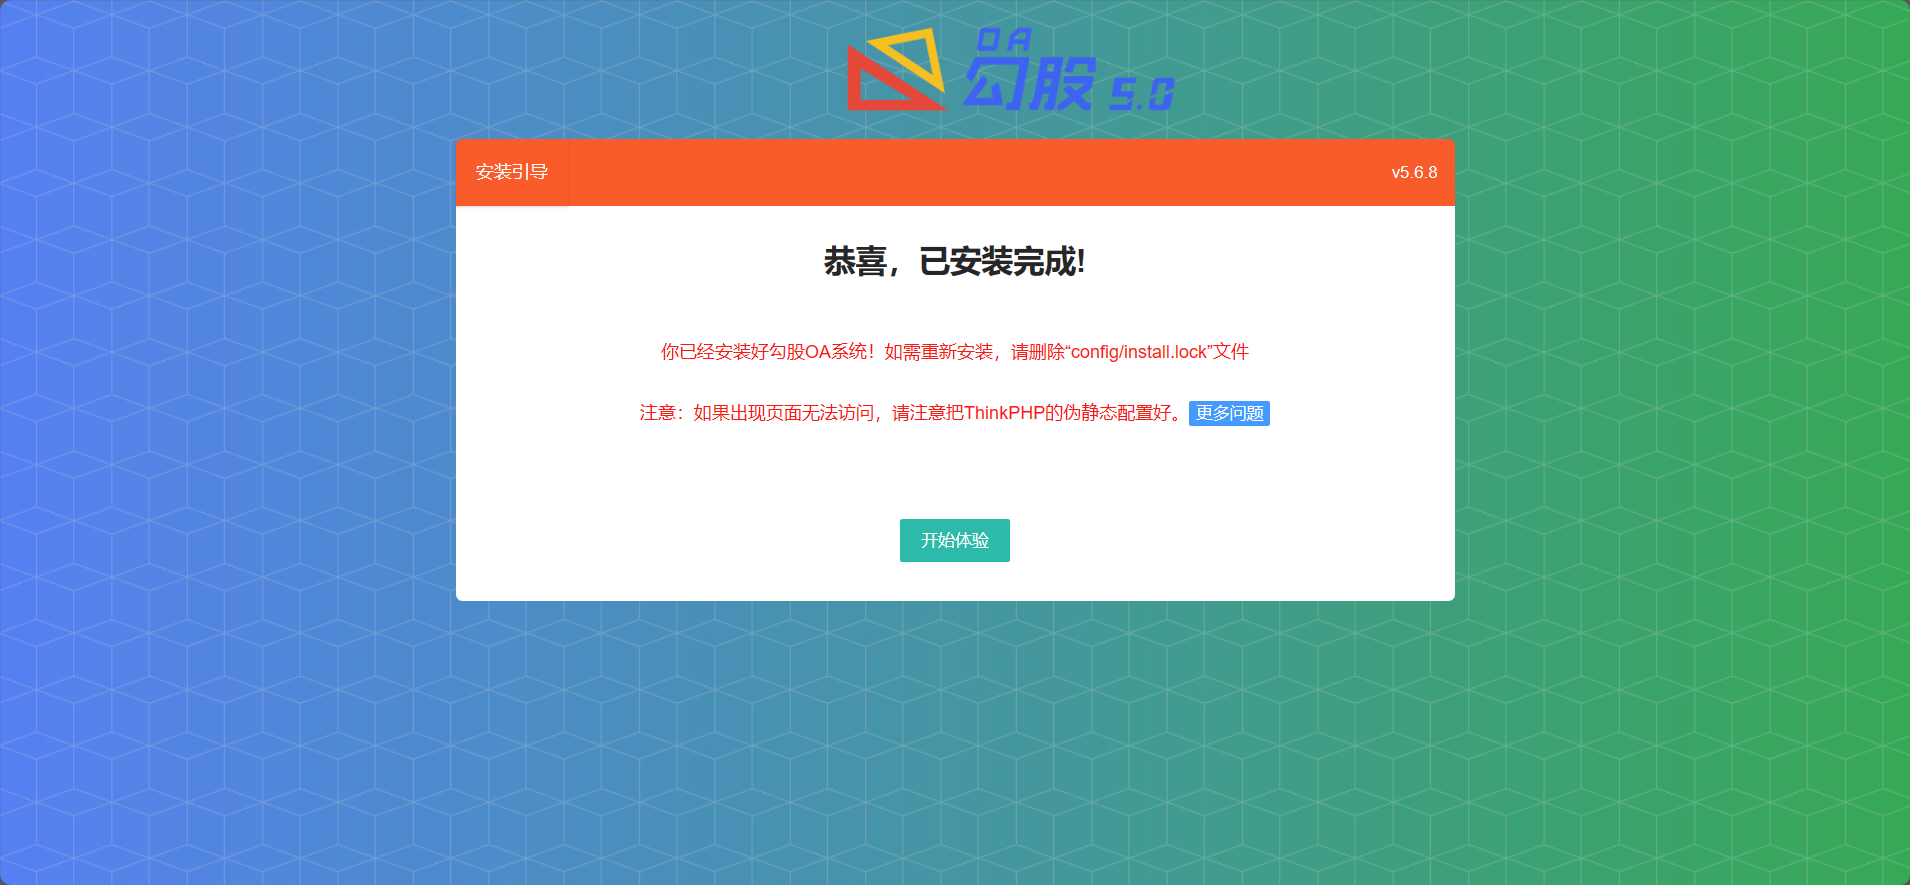 OA
勾股 5.0
安装引导
v5.6.8
恭喜，已安装完成!
你已经安装好勾股OA系统！如需重新安装，请删除“config/install.lock”文件
注意：如果出现页面无法访问，请注意把ThinkPHP的伪静态配置好。更多问题
开始体验